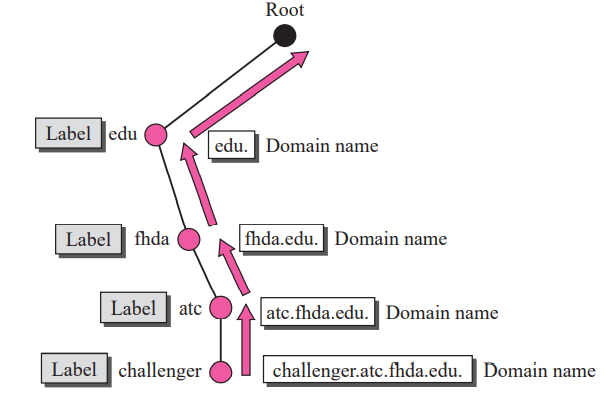 Root
Label edu
edu. Domain name
Label fhda fhda.edu. Domain name
Label atc atc.fhda.edu. Domain name
Label challenger challenger.atc.fhda.edu. Domain name